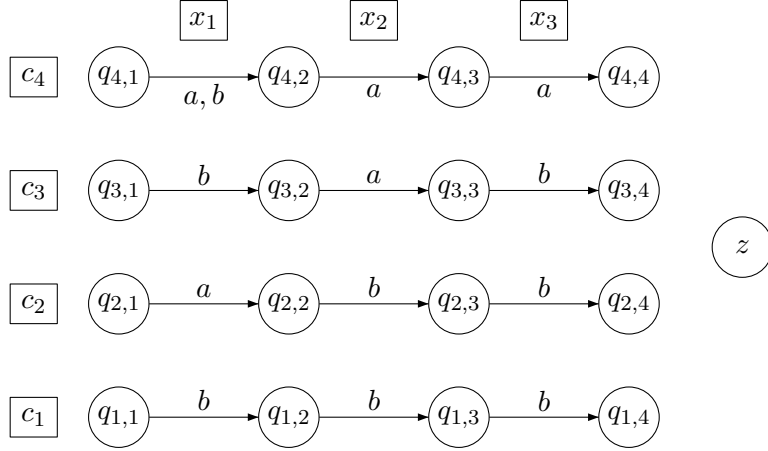 x₁ x₂ x₃
c₄ q₄,₁ a, b q₄,₂ a q₄,₃ a q₄,₄
c₃ q₃,₁ b q₃,₂ a q₃,₃ b q₃,₄
z
c₂ q₂,₁ a q₂,₂ b q₂,₃ b q₂,₄
c₁ q₁,₁ b q₁,₂ b q₁,₃ b q₁,₄